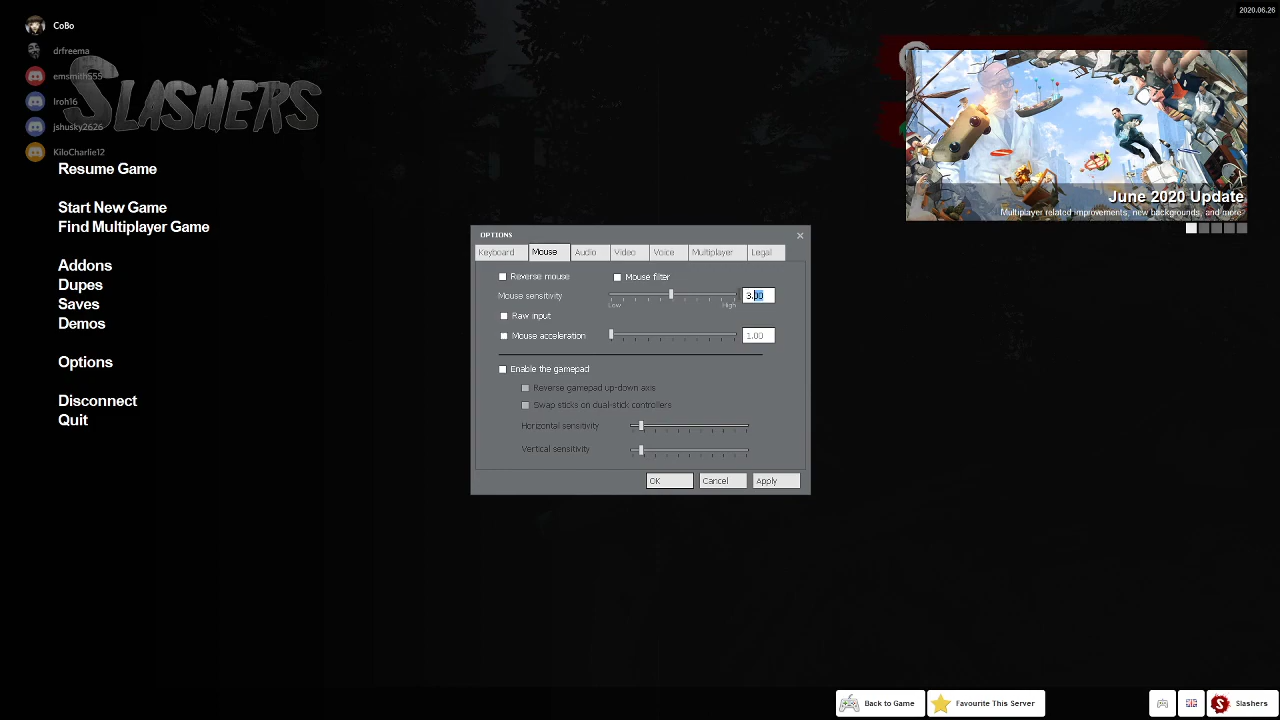 2020.06.26
CoBo
drfreema
emsmith555
Iroh16
jshusky2626
KiloCharlie12
SLASHERS
Resume Game
Start New Game
Find Multiplayer Game
Addons
Dupes
Saves
Demos
Options
Disconnect
Quit
June 2020 Update
Multiplayer related improvements, new backgrounds, and more
OPTIONS
Keyboard Mouse Audio Video Voice Multiplayer Legal
Reverse mouse Mouse filter
Mouse sensitivity 3.00
Low High
Raw input
Mouse acceleration 1.00
Enable the gamepad
Reverse gamepad up-down axis
Swap sticks on dual-stick controllers
Horizontal sensitivity
Vertical sensitivity
OK Cancel Apply
Back to Game Favourite This Server Slashers